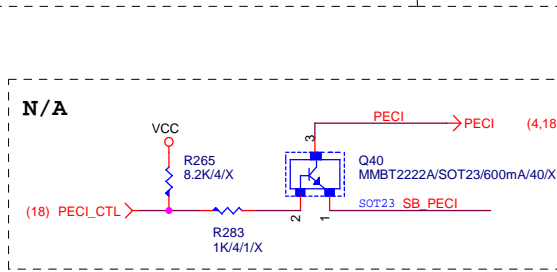 N/A
VCC
R265
8.2K/4/X
(18) PECI_CTL
R283
1K/4/1/X
2
3
1
PECI
PECI (4,18
Q40
MMBT2222A/SOT23/600mA/40/X
SOT23 SB_PECI